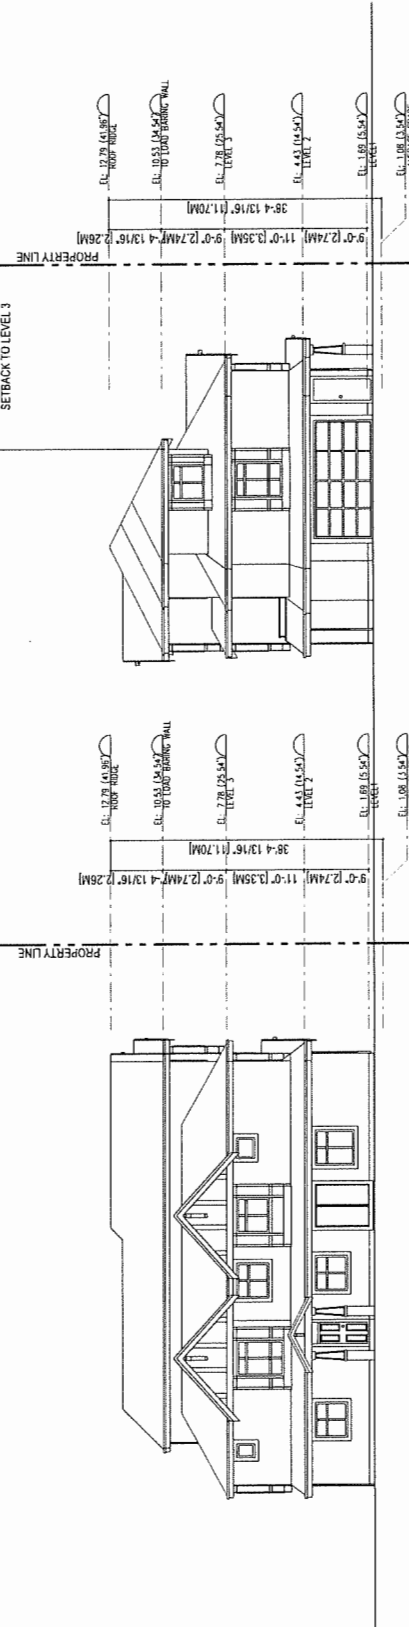 SETBACK TO LEVEL 3
PROPERTY LINE
EL: 12.79 (41.96')
ROOF RIDGE
EL: 10.53 (34.54')
TO LOAD BARING WALL
EL: 7.78 (25.54')
LEVEL 3
EL: 4.43 (14.54')
LEVEL 2
EL: 1.69 (5.54')
LEVEL1
EL: 1.08 (3.54')
38'-4 13/16" [11.70M]
9'-0" [2.74M]
11'-0" [3.35M]
9'-0" [2.74M]
'-4 13/16" [2.26M]
PROPERTY LINE
EL: 12.79 (41.96')
ROOF RIDGE
EL: 10.53 (34.54')
TO LOAD BARING WALL
EL: 7.78 (25.54')
LEVEL 3
EL: 4.43 (14.54')
LEVEL 2
EL: 1.69 (5.54')
LEVEL1
EL: 1.08 (3.54')
38'-4 13/16" [11.70M]
9'-0" [2.74M]
11'-0" [3.35M]
9'-0" [2.74M]
'-4 13/16" [2.26M]